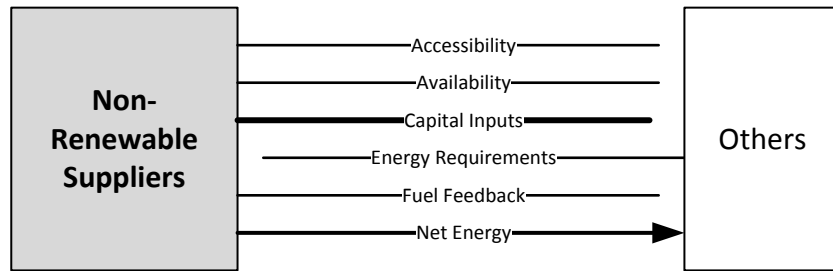 Non-
Renewable
Suppliers
Accessibility
Availability
Capital Inputs
Energy Requirements
Fuel Feedback
Net Energy
Others